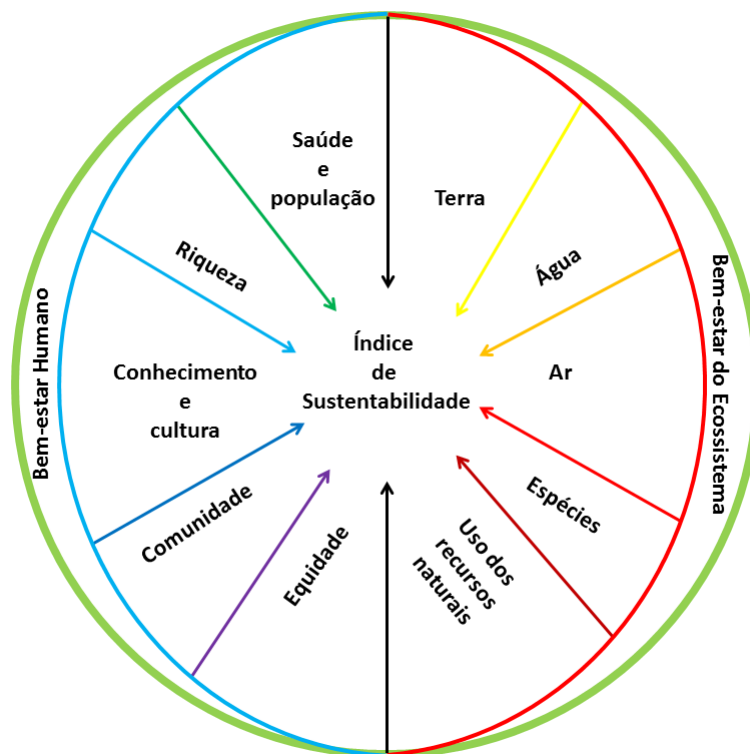 Saúde
e
população
Terra
Riqueza
Água
Bem-estar Humano
Bem-estar do Ecossistema
Índice
de
Sustentabilidade
Conhecimento
e
cultura
Ar
Comunidade
Equidade
Espécies
Uso dos
recursos
naturais